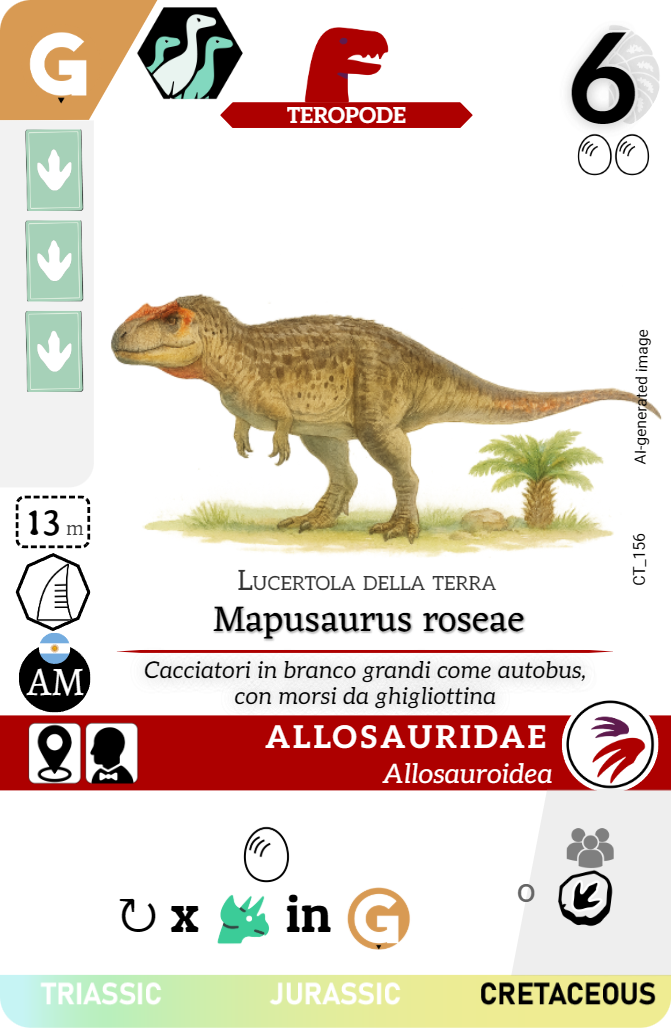 G
TEROPODE
6
13 m
AM
AI-generated image
CT_156
Lucertola della terra
Mapusaurus roseae
Cacciatori in branco grandi come autobus,
con morsi da ghigliottina
ALLOSAURIDAE
Allosauroidea
x in G
o
TRIASSIC JURASSIC CRETACEOUS